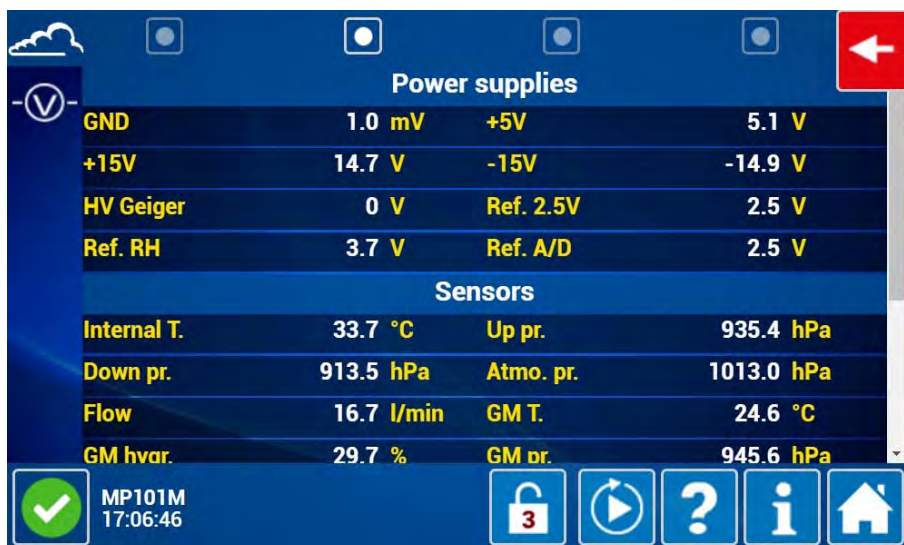 Power supplies
-V-
GND 1.0 mV +5V 5.1 V
+15V 14.7 V -15V -14.9 V
HV Geiger 0 V Ref. 2.5V 2.5 V
Ref. RH 3.7 V Ref. A/D 2.5 V
Sensors
Internal T. 33.7 °C Up pr. 935.4 hPa
Down pr. 913.5 hPa Atmo. pr. 1013.0 hPa
Flow 16.7 l/min GM T. 24.6 °C
GM hygr. 29.7 % GM pr. 945.6 hPa
MP101M
17:06:46
3 ? i